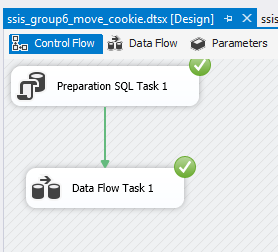 ssis_group6_move_cookie.dtsx [Design] ssis
Control Flow Data Flow Parameters
Preparation SQL Task 1
Data Flow Task 1